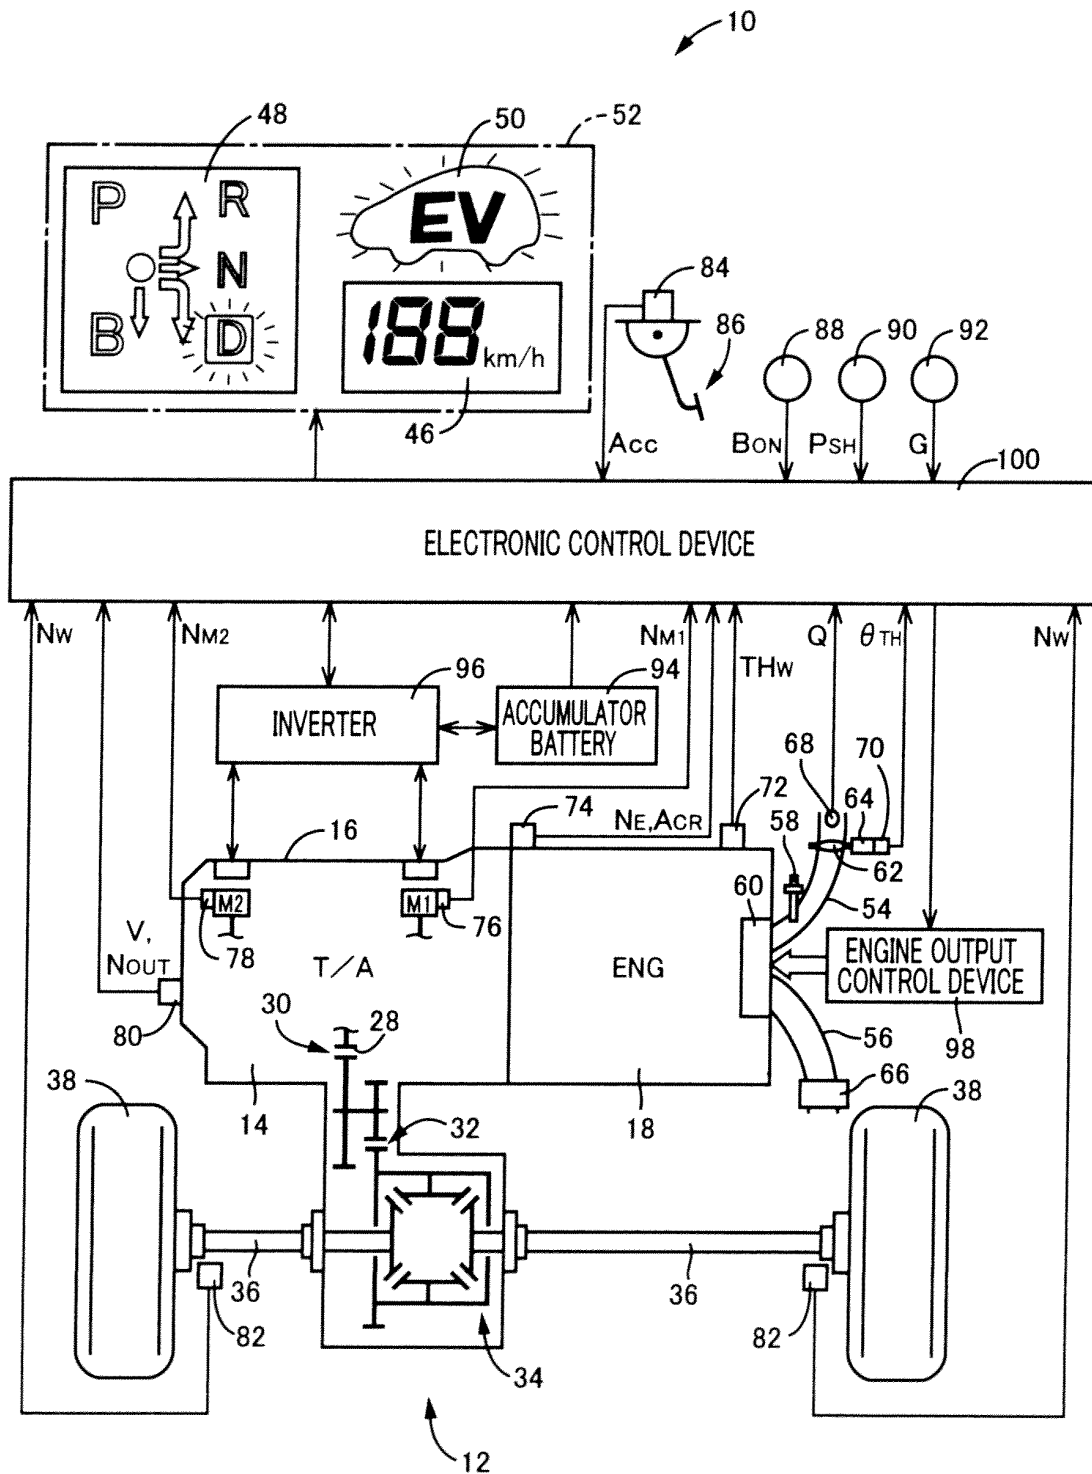 10
48
50
52
P
R
EV
N
84
86
88
90
92
B
D
188 km/h
46
ACC
BON
PSH
G
100
ELECTRONIC CONTROL DEVICE
NW
NM2
NM1
THW
Q
θTH
NW
96
94
INVERTER
ACCUMULATOR
BATTERY
68
70
74
72
64
16
NE,ACR
58
62
60
M2
M1
76
54
78
V,
NOUT
T/A
ENG
ENGINE OUTPUT
CONTROL DEVICE
80
30
28
56
98
38
66
38
14
32
18
36
36
82
82
34
12